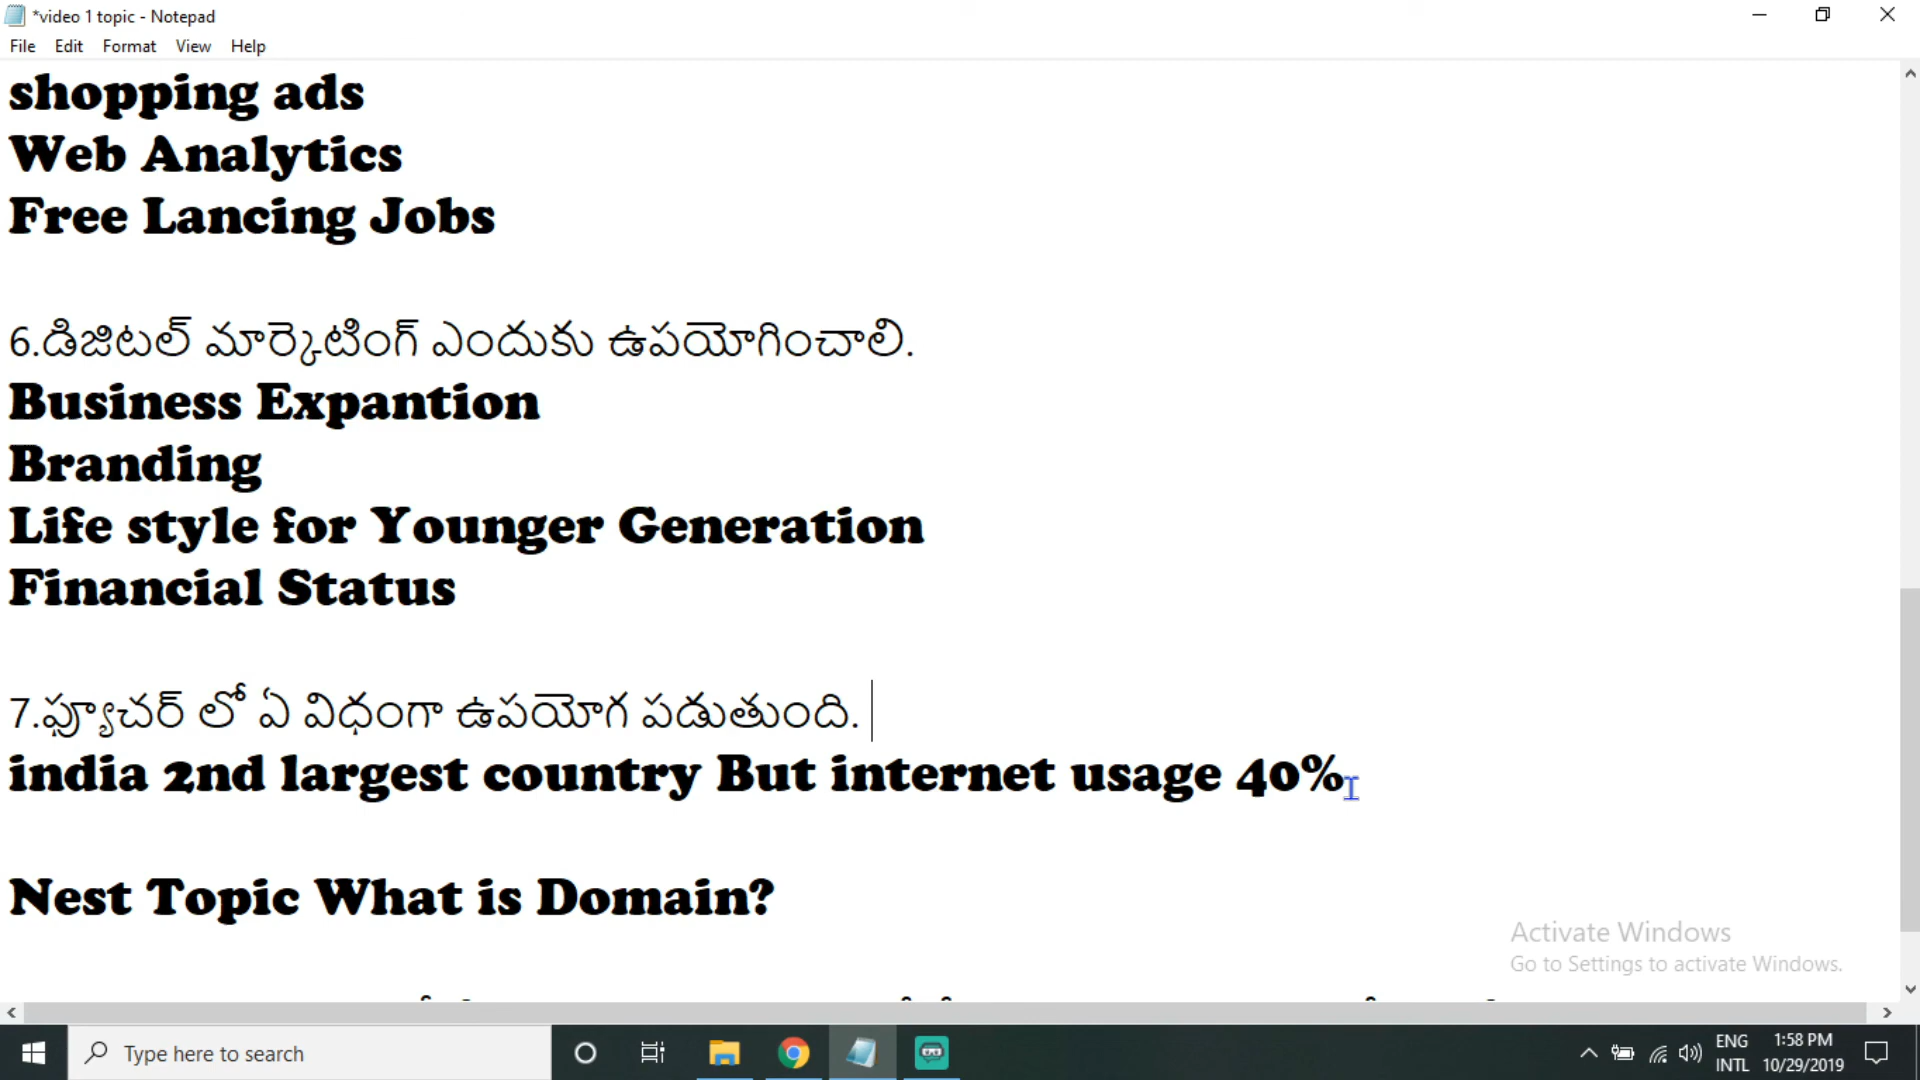 *video 1 topic - Notepad
File Edit Format View Help
shopping ads
Web Analytics
Free Lancing Jobs
6.డిజిటల్ మార్కెటింగ్ ఎందుకు ఉపయోగించాలి.
Business Expantion
Branding
Life style for Younger Generation
Financial Status
7.ఫ్యూచర్ లో ఏ విధంగా ఉపయోగ పడుతుంది.
india 2nd largest country But internet usage 40%
Nest Topic What is Domain?
Activate Windows
Go to Settings to activate Windows.
Type here to search
ENG
INTL
1:58 PM
10/29/2019